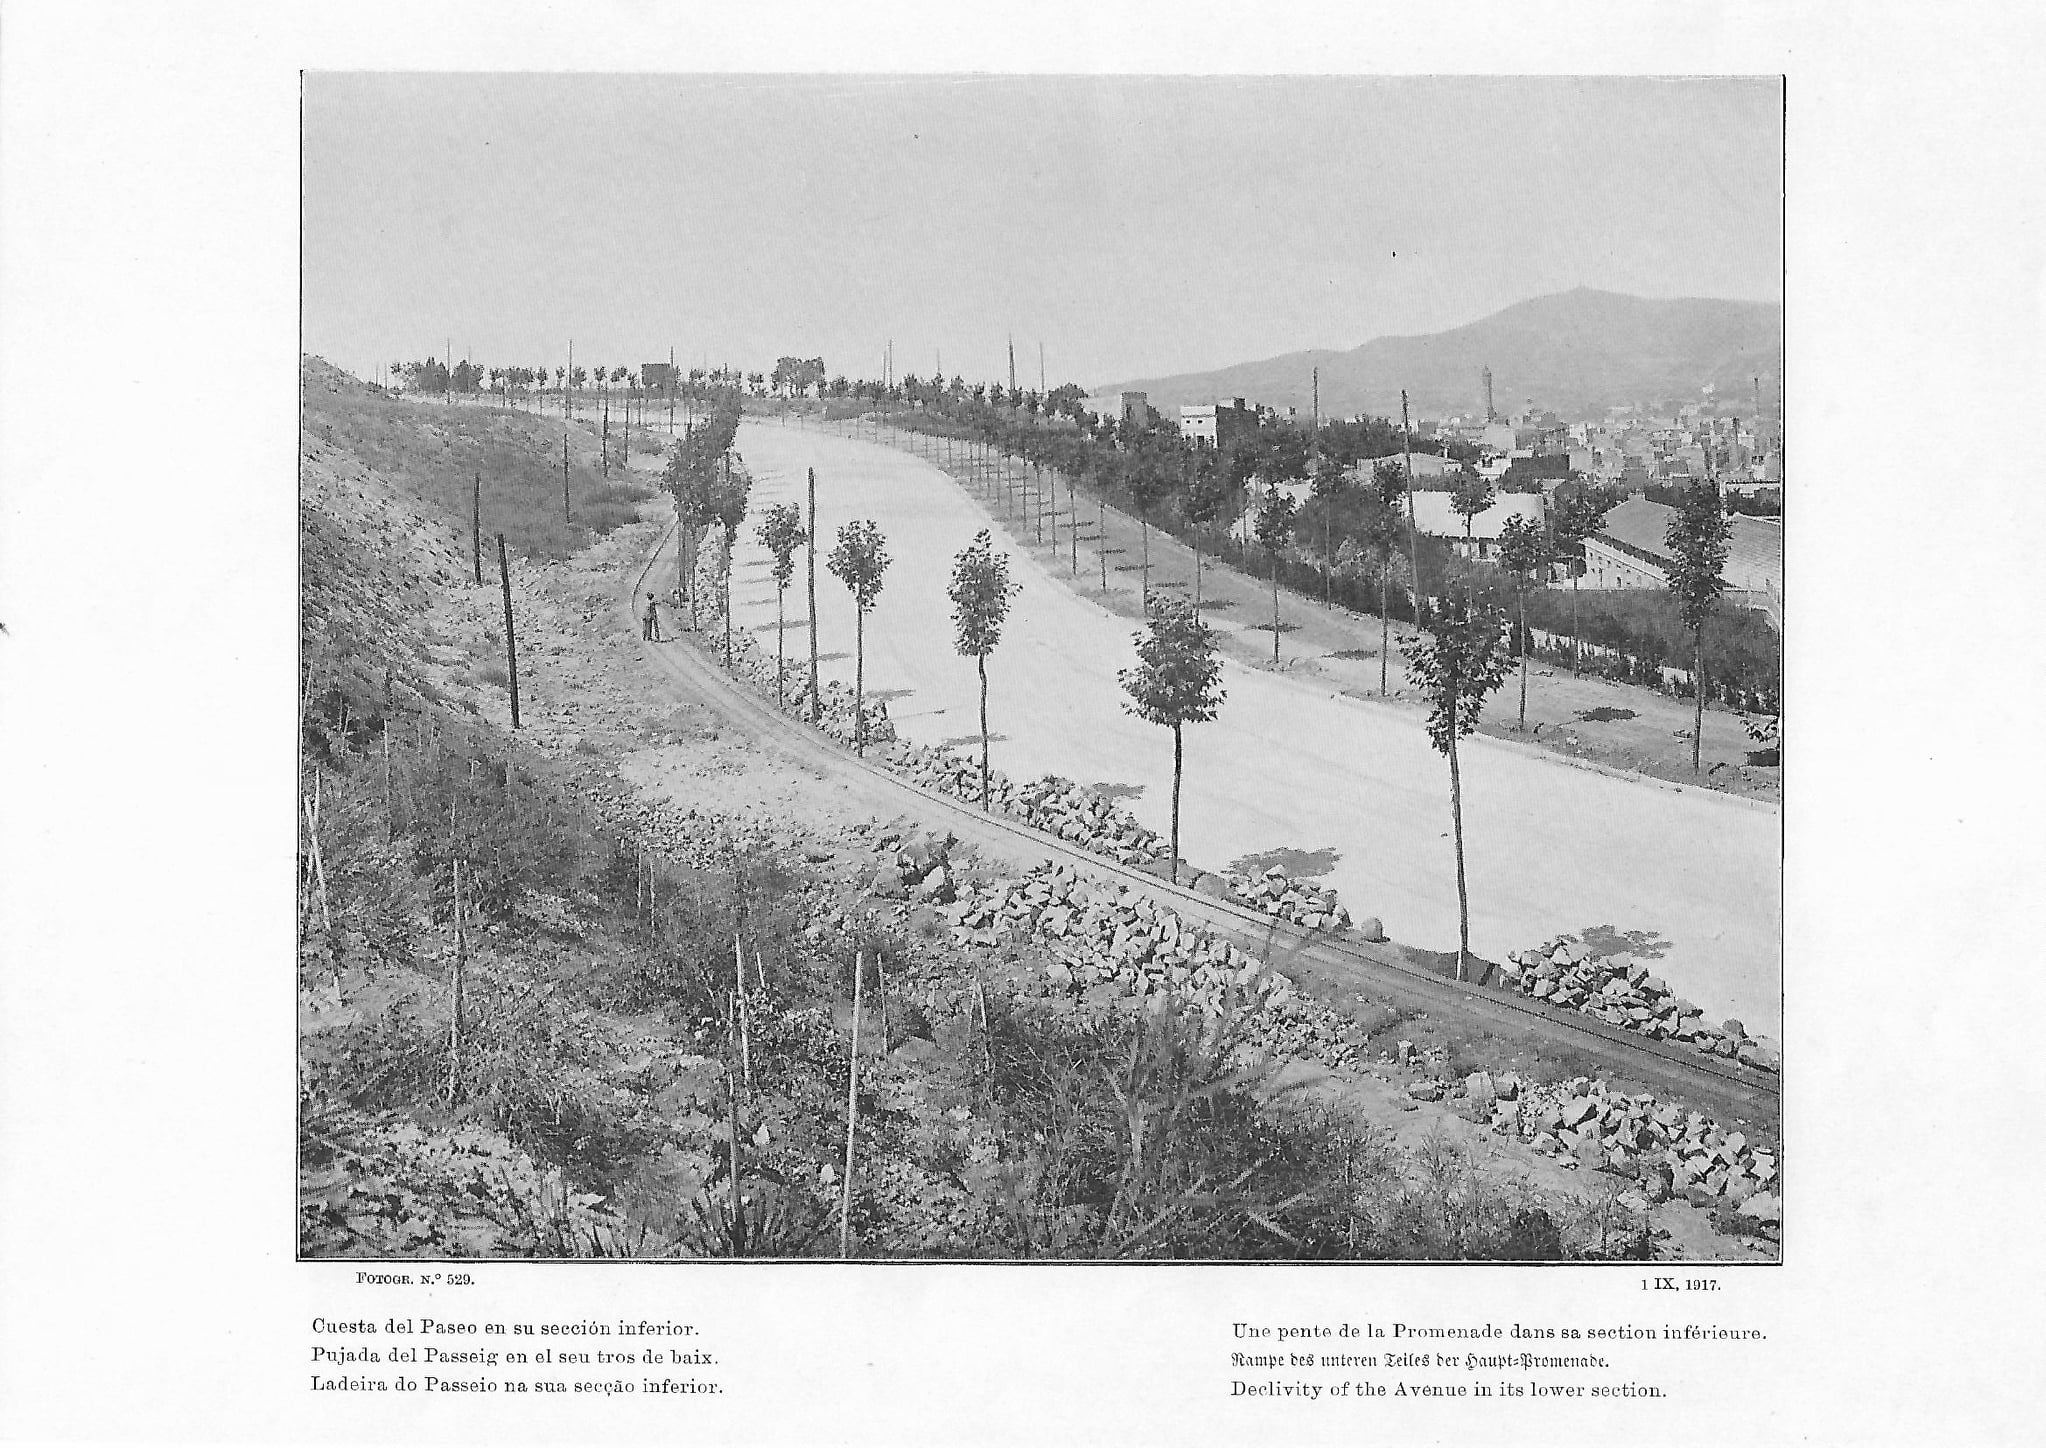 FOTOGR. N.º 529.
1 IX, 1917.
Cuesta del Paseo en su sección inferior.
Pujada del Passeig en el seu tros de baix.
Ladeira do Passeio na sua secção inferior.
Une pente de la Promenade dans sa section inférieure.
Rampe des unteren Teiles der Haupt=Promenade.
Declivity of the Avenue in its lower section.